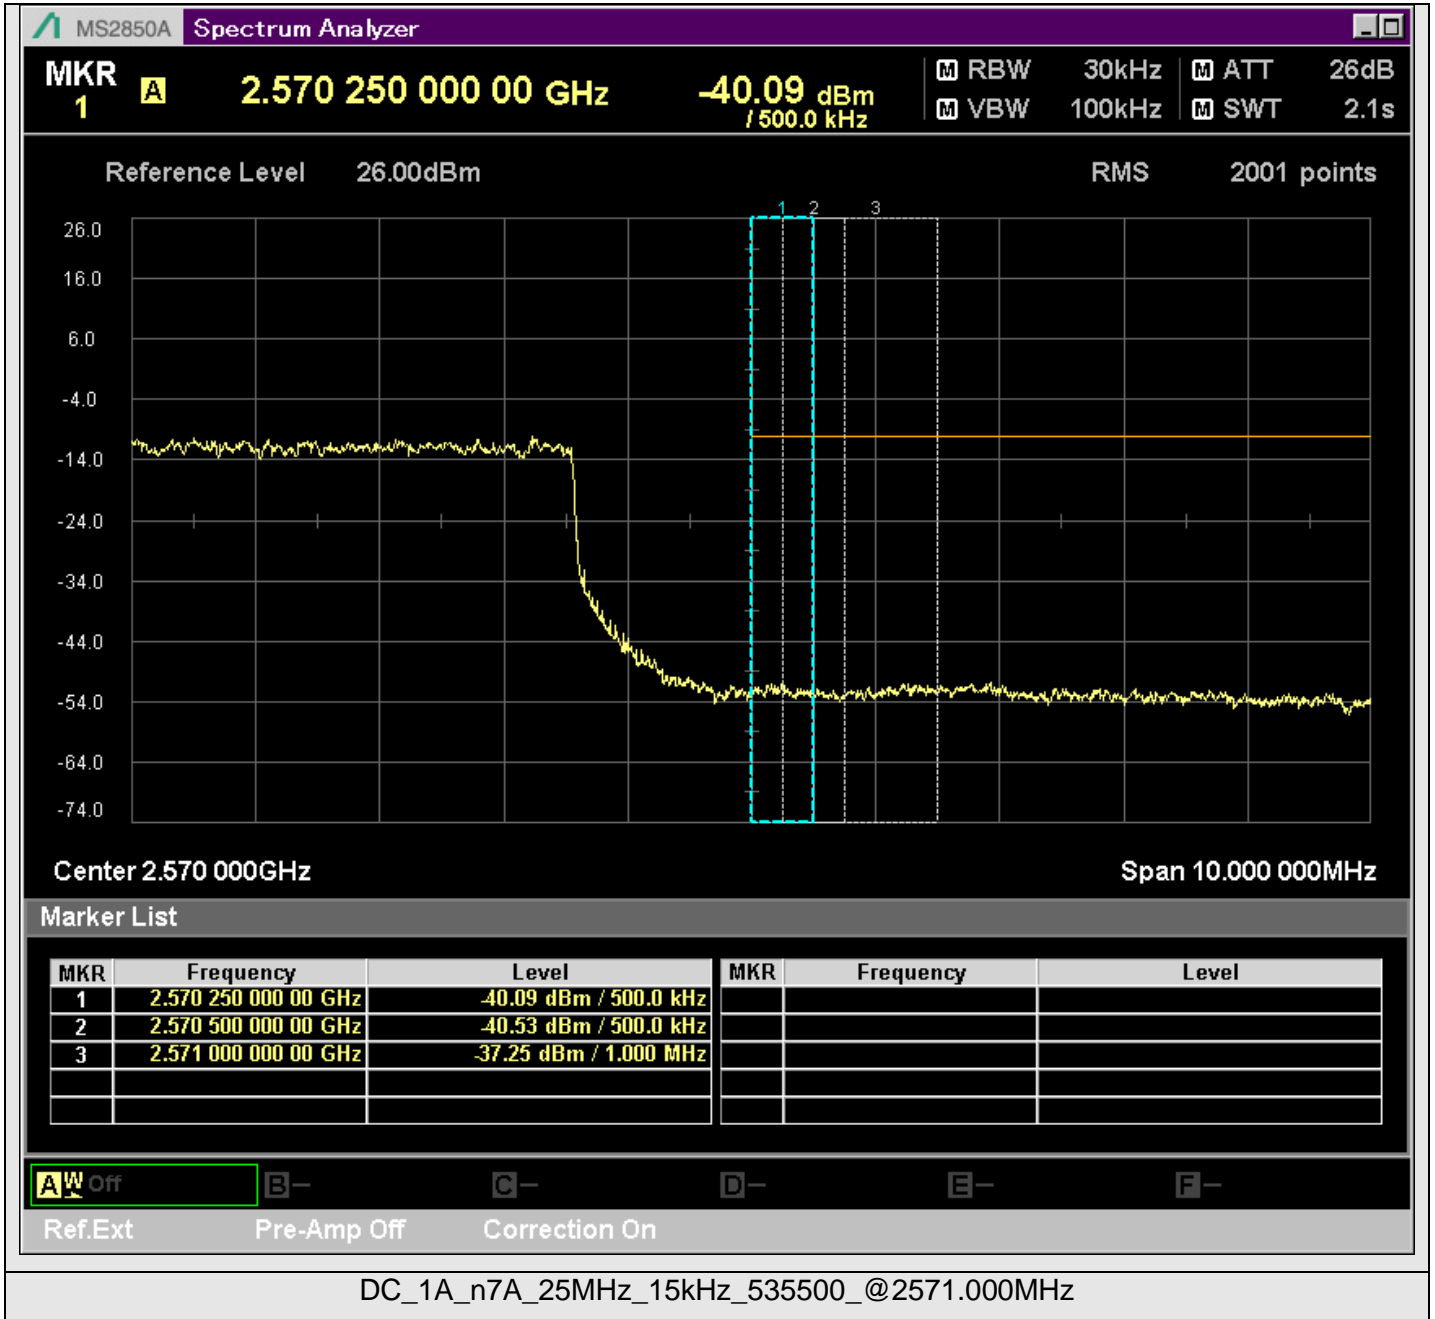 MS2850A Spectrum Analyzer
MKR 1 A 2.570 250 000 00 GHz -40.09 dBm / 500.0 kHz
M RBW 30kHz M ATT 26dB
M VBW 100kHz M SWT 2.1s
Reference Level 26.00dBm RMS 2001 points
1 2 3
26.0
16.0
6.0
-4.0
-14.0
-24.0
-34.0
-44.0
-54.0
-64.0
-74.0
Center 2.570 000GHz Span 10.000 000MHz
Marker List
MKR Frequency Level MKR Frequency Level
1 2.570 250 000 00 GHz -40.09 dBm / 500.0 kHz
2 2.570 500 000 00 GHz -40.53 dBm / 500.0 kHz
3 2.571 000 000 00 GHz -37.25 dBm / 1.000 MHz
A W Off B — C — D — E — F —
Ref.Ext Pre-Amp Off Correction On
DC_1A_n7A_25MHz_15kHz_535500_@2571.000MHz